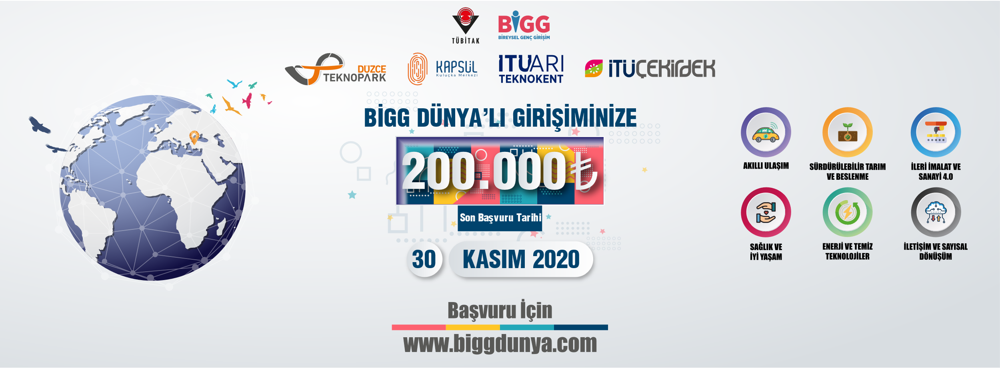 TÜBİTAK
BİGG
BİREYSEL GENÇ GİRİŞİM
DÜZCE
TEKNOPARK
KAPSÜL
Kuluçka Merkezi
İTÜARI
TEKNOKENT
İTÜÇEKİRDEK
BİGG DÜNYA’LI GİRİŞİMİNİZE
200.000₺
Son Başvuru Tarihi
30 KASIM 2020
Başvuru İçin
www.biggdunya.com
AKILLI ULAŞIM
SÜRDÜRÜLEBİLİR TARIM
VE BESLENME
İLERİ İMALAT VE
SANAYİ 4.0
SAĞLIK VE
İYİ YAŞAM
ENERJİ VE TEMİZ
TEKNOLOJİLER
İLETİŞİM VE SAYISAL
DÖNÜŞÜM